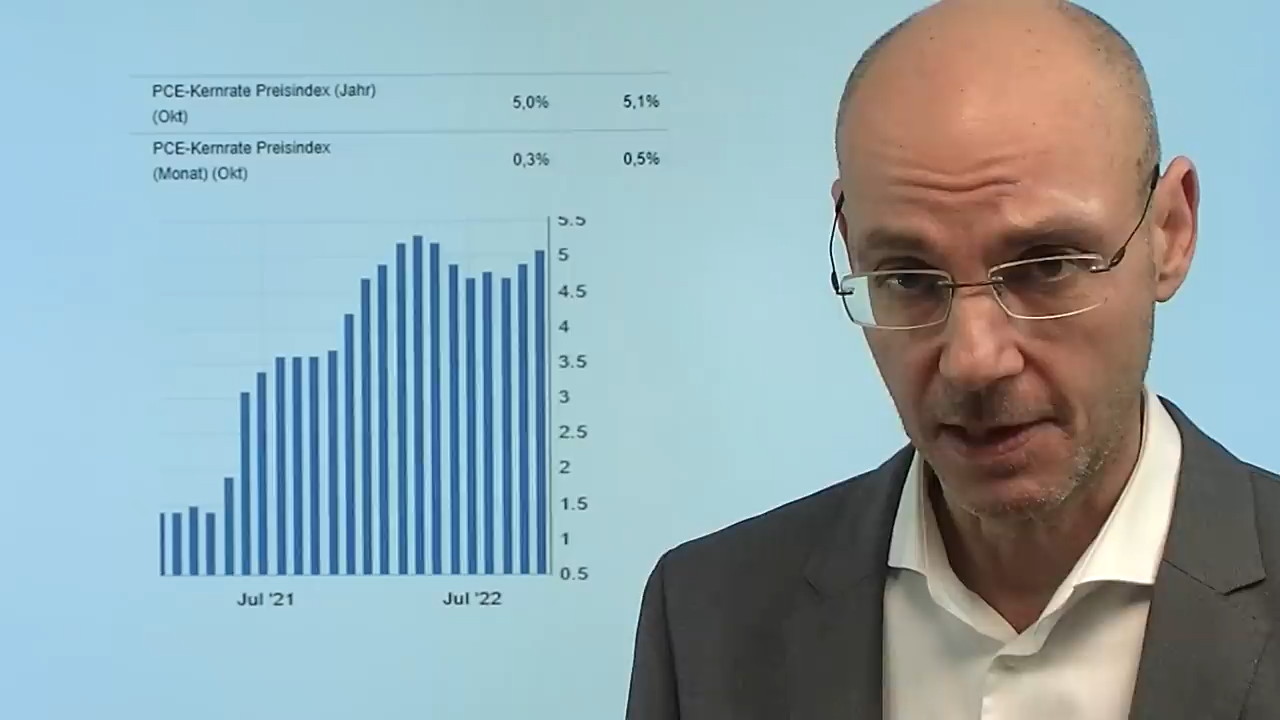 PCE-Kernrate Preisindex (Jahr)
(Okt)
5,0%
5,1%
PCE-Kernrate Preisindex
(Monat) (Okt)
0,3%
0,5%
5.5
5
4.5
4
3.5
3
2.5
2
1.5
1
0.5
Jul '21
Jul '22